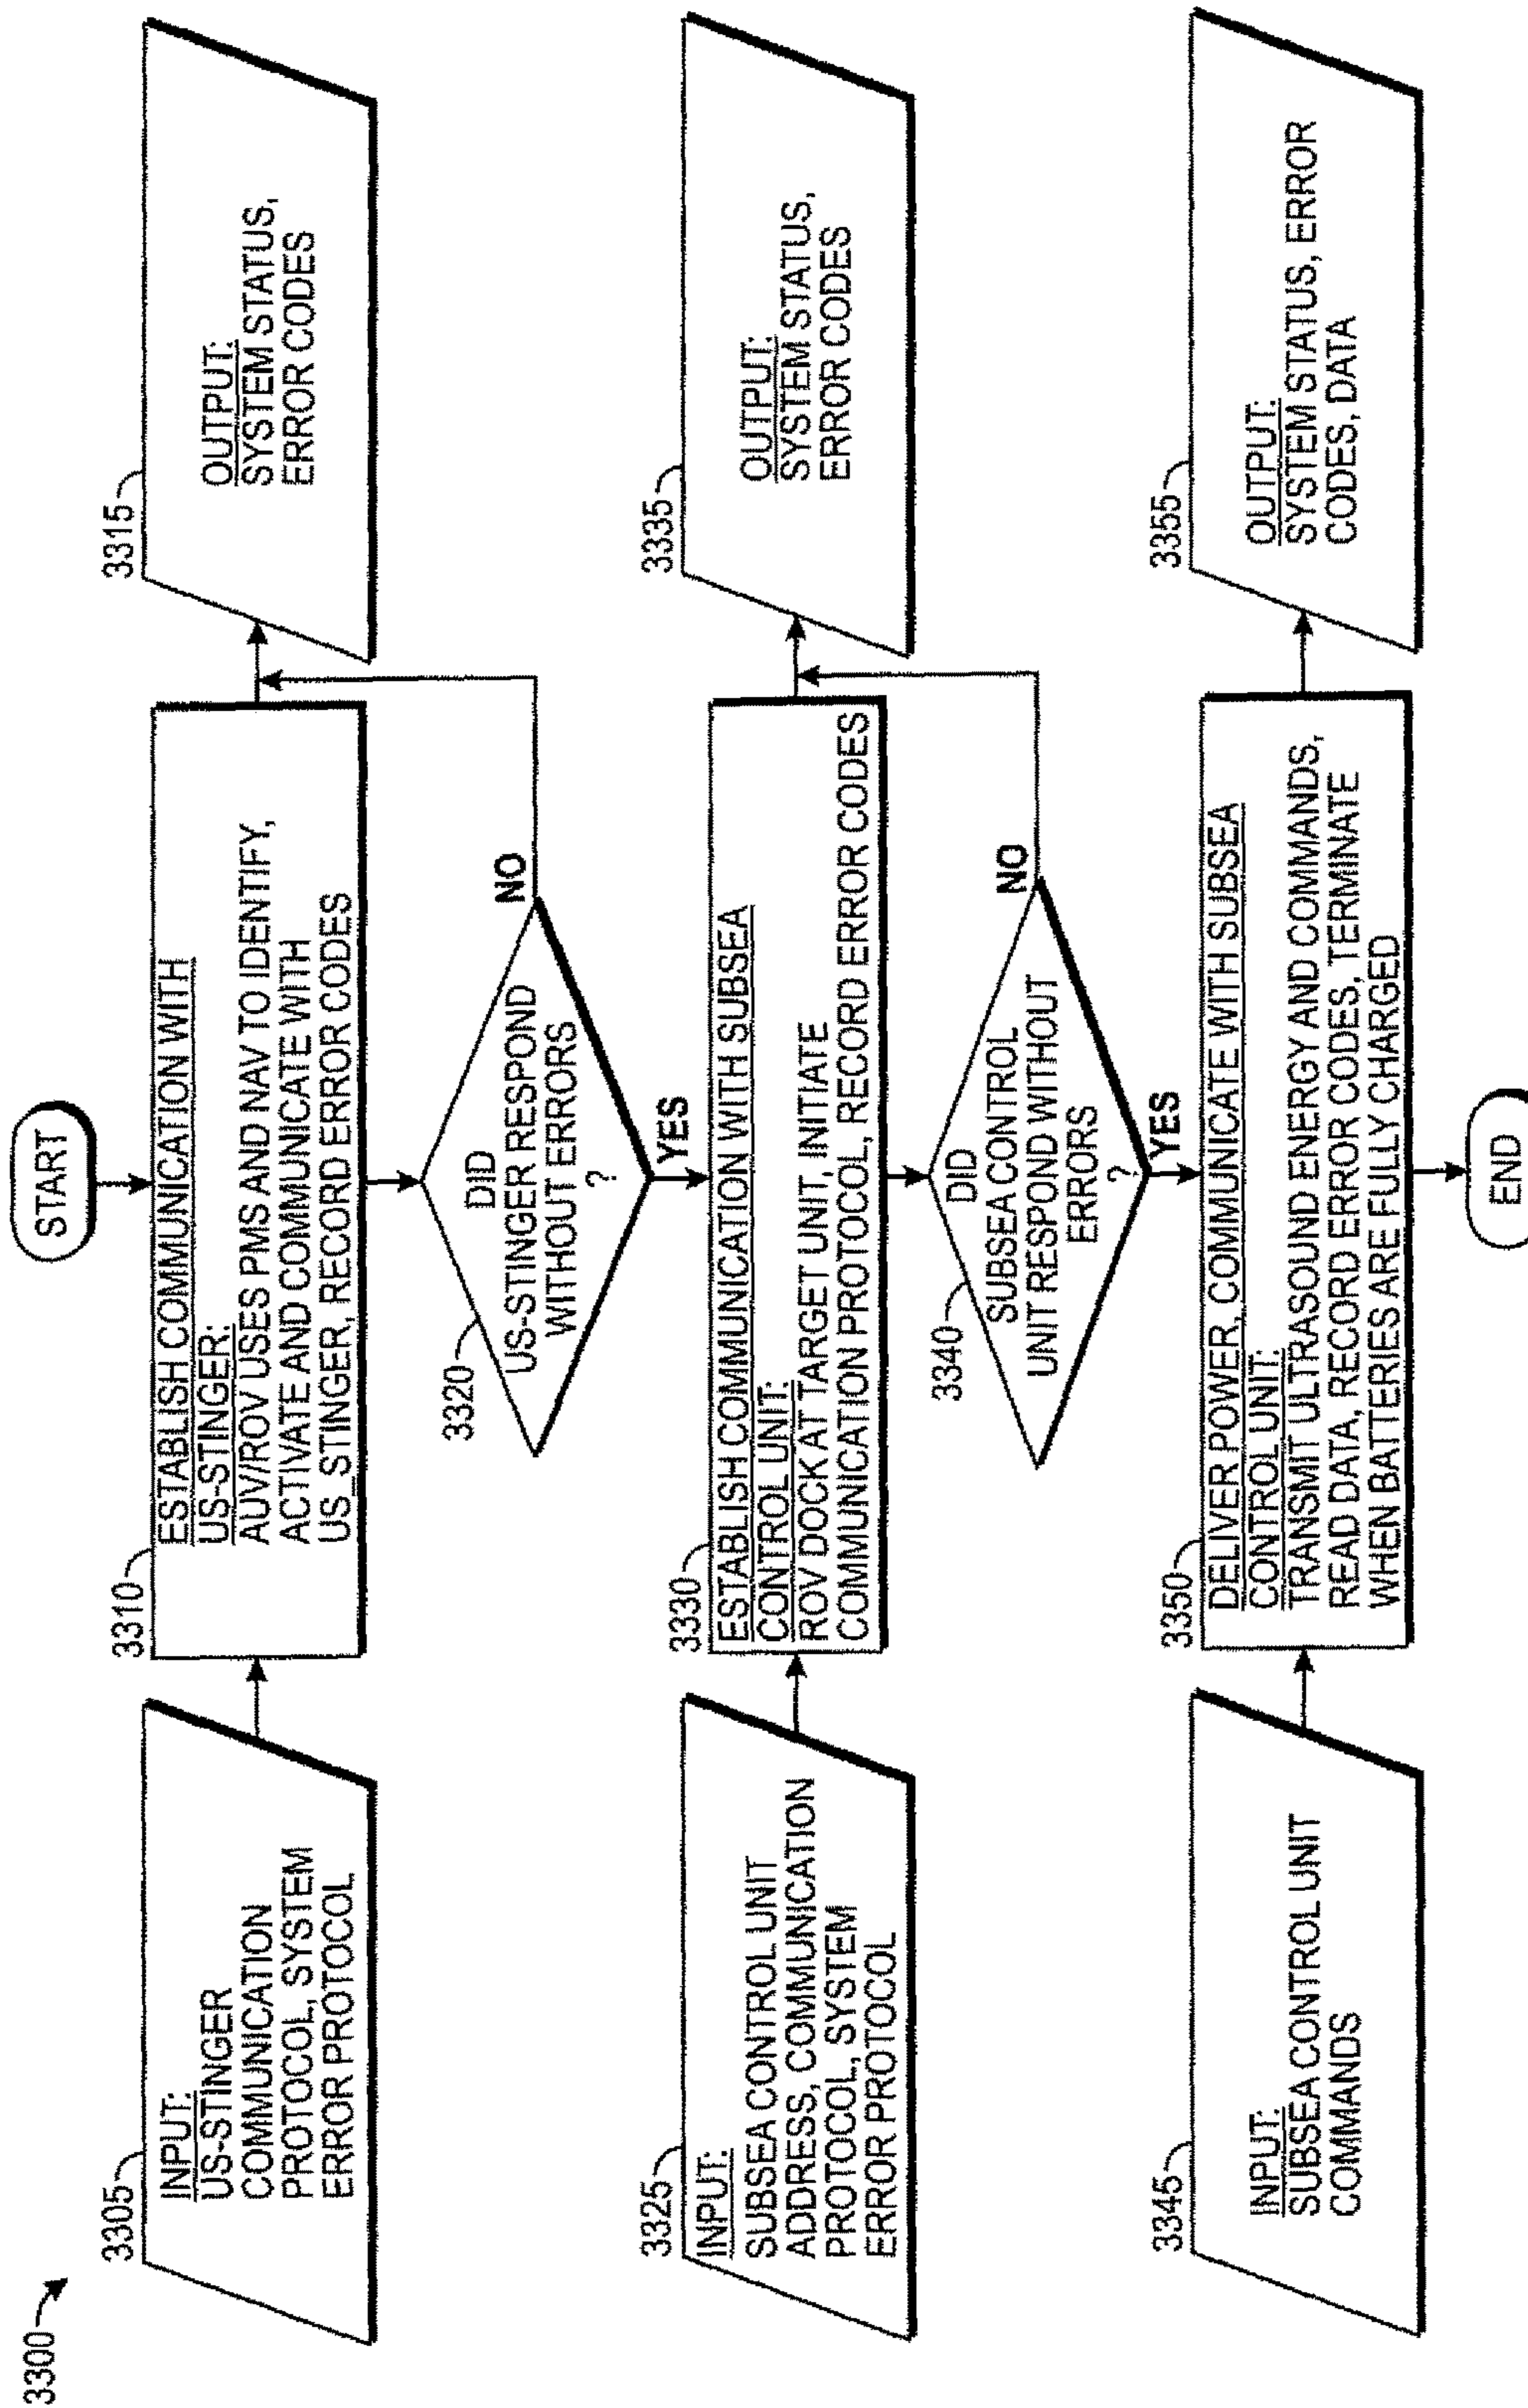 3300
START
3305
INPUT:
US-STINGER
COMMUNICATION
PROTOCOL, SYSTEM
ERROR PROTOCOL
3310
ESTABLISH COMMUNICATION WITH
US-STINGER:
AUV/ROV USES PMS AND NAV TO IDENTIFY,
ACTIVATE AND COMMUNICATE WITH
US_STINGER, RECORD ERROR CODES
3315
OUTPUT:
SYSTEM STATUS,
ERROR CODES
3320
DID
US-STINGER RESPOND
WITHOUT ERRORS
?
NO
YES
3325
INPUT:
SUBSEA CONTROL UNIT
ADDRESS, COMMUNICATION
PROTOCOL, SYSTEM
ERROR PROTOCOL
3330
ESTABLISH COMMUNICATION WITH SUBSEA
CONTROL UNIT:
ROV DOCK AT TARGET UNIT, INITIATE
COMMUNICATION PROTOCOL, RECORD ERROR CODES
3335
OUTPUT:
SYSTEM STATUS,
ERROR CODES
3340
DID
SUBSEA CONTROL
UNIT RESPOND WITHOUT
ERRORS
?
NO
YES
3345
INPUT:
SUBSEA CONTROL UNIT
COMMANDS
3350
DELIVER POWER, COMMUNICATE WITH SUBSEA
CONTROL UNIT:
TRANSMIT ULTRASOUND ENERGY AND COMMANDS,
READ DATA, RECORD ERROR CODES, TERMINATE
WHEN BATTERIES ARE FULLY CHARGED
3355
OUTPUT:
SYSTEM STATUS, ERROR
CODES, DATA
END